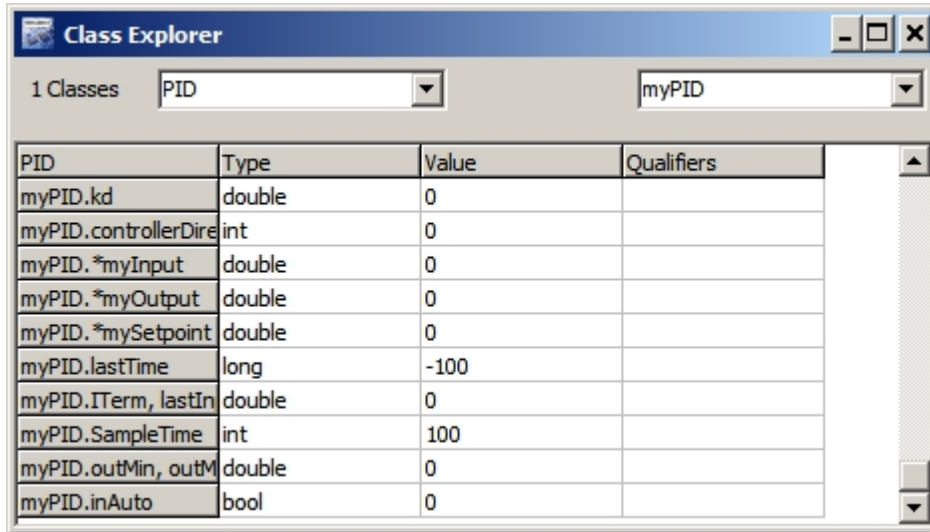 Class Explorer
1 Classes PID myPID
PID Type Value Qualifiers
myPID.kd double 0
myPID.controllerDire int 0
myPID.*myInput double 0
myPID.*myOutput double 0
myPID.*mySetpoint double 0
myPID.lastTime long -100
myPID.ITerm, lastIn double 0
myPID.SampleTime int 100
myPID.outMin, outM double 0
myPID.inAuto bool 0